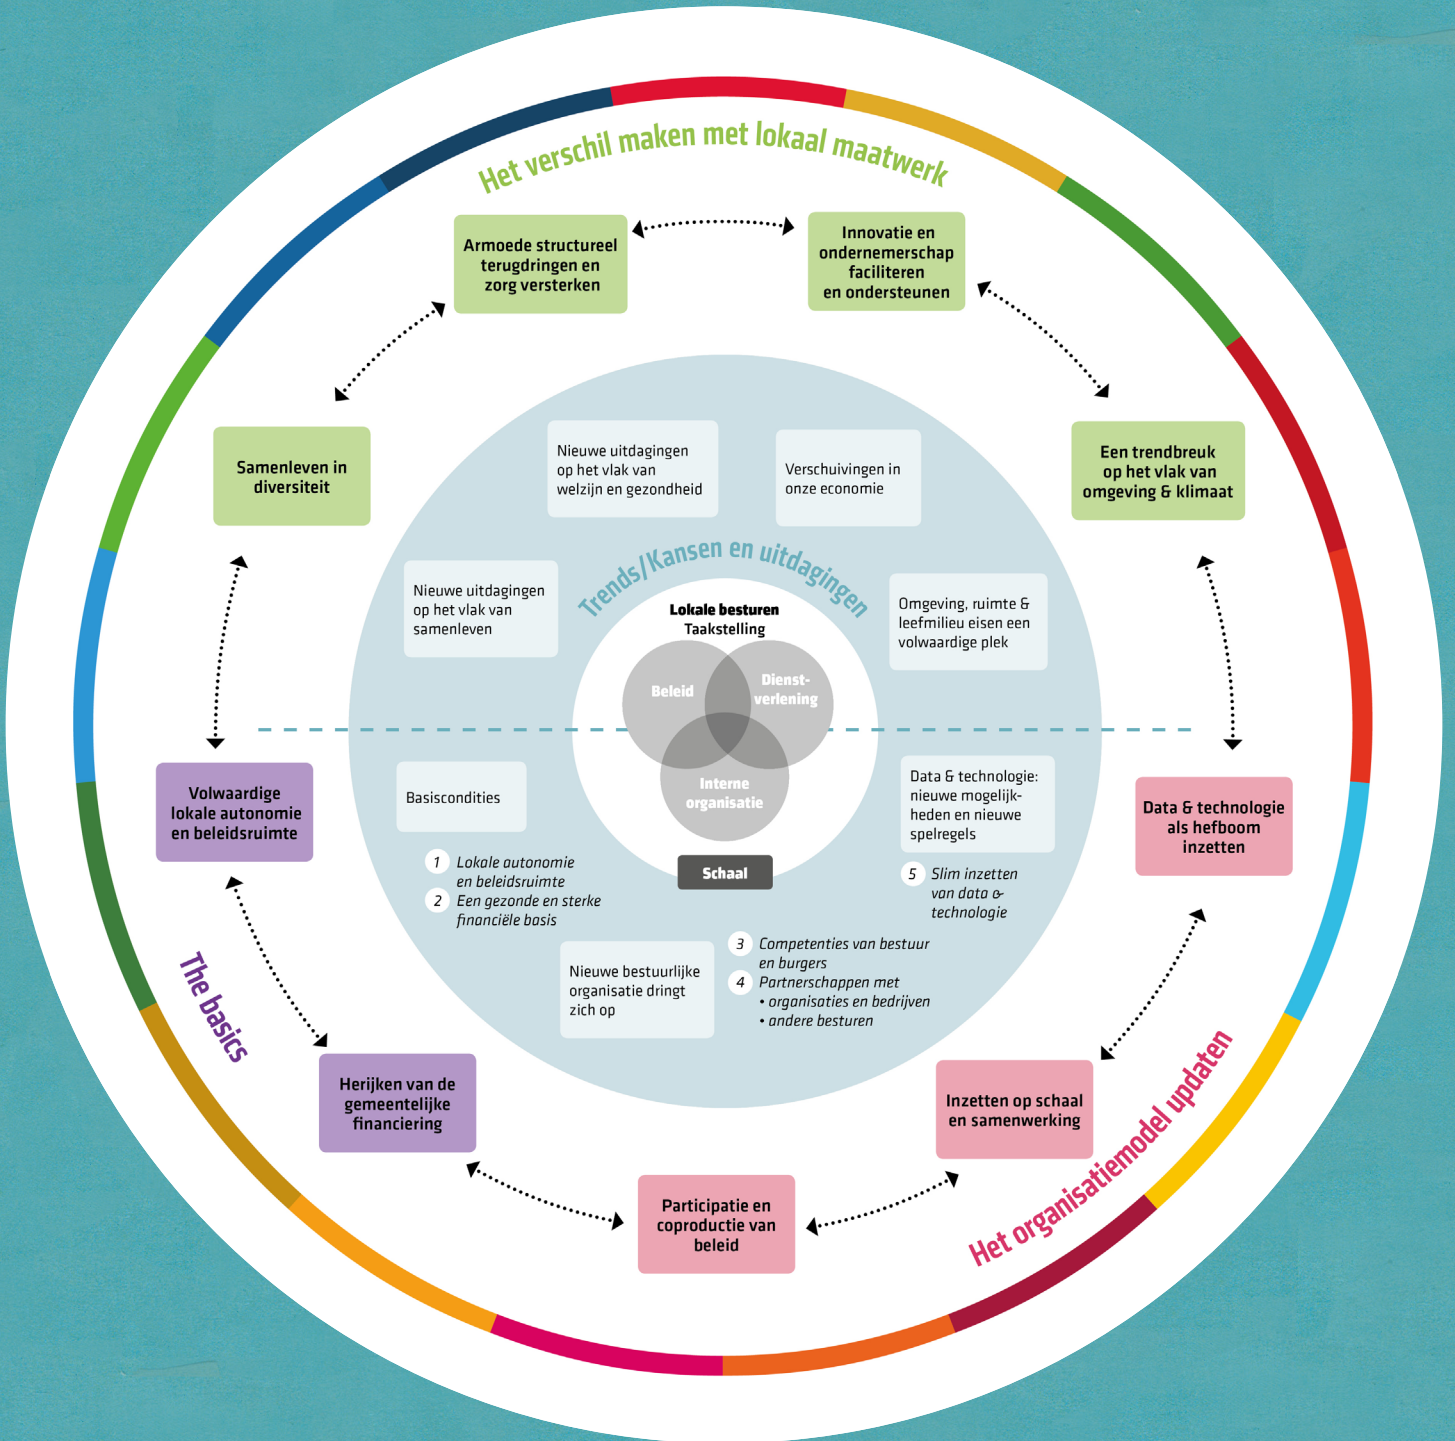 Het verschil maken met lokaal maatwerk
Armoede structureel
terugdringen en
zorg versterken
Innovatie en
ondernemerschap
faciliteren
en ondersteunen
Samenleven in
diversiteit
Een trendbreuk
op het vlak van
omgeving & klimaat
Nieuwe uitdagingen
op het vlak van
welzijn en gezondheid
Verschuivingen in
onze economie
Trends/Kansen en uitdagingen
Nieuwe uitdagingen
op het vlak van
samenleven
Omgeving, ruimte &
leefmilieu eisen een
volwaardige plek
Lokale besturen
Taakstelling
Beleid
Dienst-
verlening
Interne
organisatie
Schaal
Volwaardige
lokale autonomie
en beleidsruimte
Basiscondities
1 Lokale autonomie
en beleidsruimte
2 Een gezonde en sterke
financiële basis
Data & technologie:
nieuwe mogelijk-
heden en nieuwe
spelregels
5 Slim inzetten
van data &
technologie
Data & technologie
als hefboom
inzetten
Nieuwe bestuurlijke
organisatie dringt
zich op
3 Competenties van bestuur
en burgers
4 Partnerschappen met
• organisaties en bedrijven
• andere besturen
The basics
Herijken van de
gemeentelijke
financiering
Participatie en
coproductie van
beleid
Inzetten op schaal
en samenwerking
Het organisatiemodel updaten